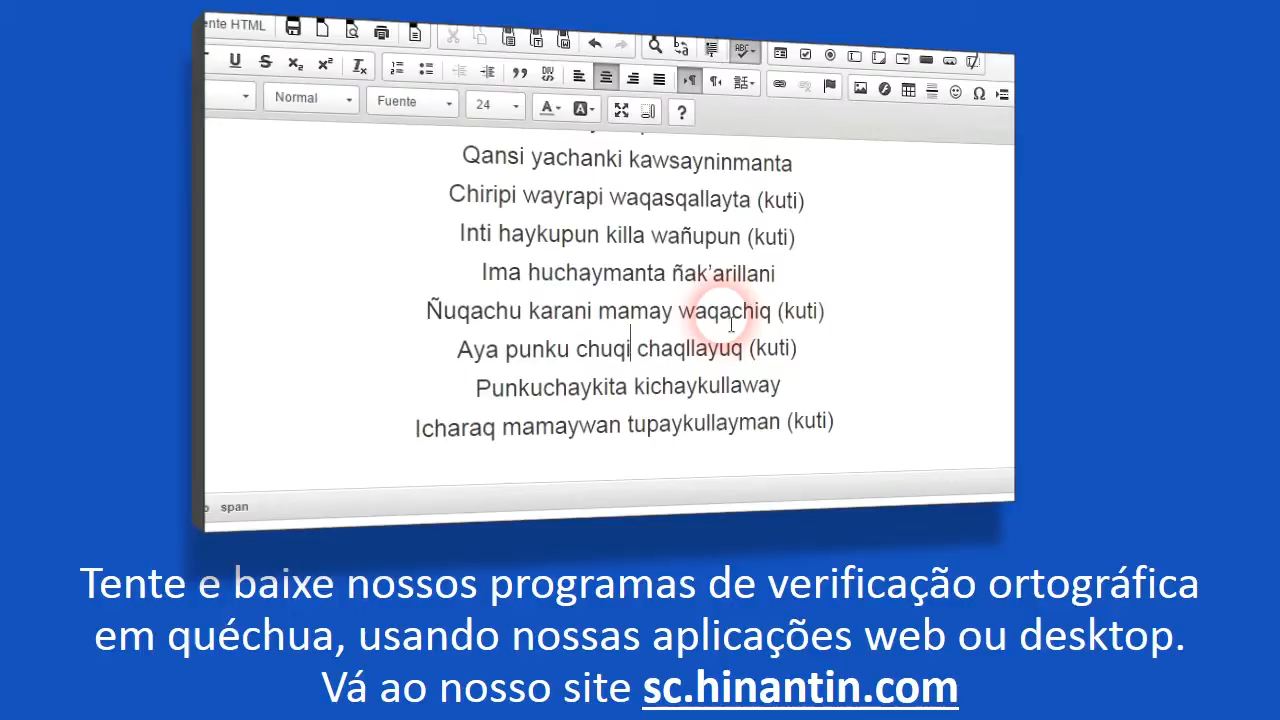 ente HTML
Normal Fuente 24
Qansi yachanki kawsayninmanta
Chiripi wayrapi waqasqallayta (kuti)
Inti haykupun killa wañupun (kuti)
Ima huchaymanta ñak’arillani
Ñuqachu karani mamay waqachiq (kuti)
Aya punku chuqi chaqllayuq (kuti)
Punkuchaykita kichaykullaway
Icharaq mamaywan tupaykullayman (kuti)
span
Tente e baixe nossos programas de verificação ortográfica
em quéchua, usando nossas aplicações web ou desktop.
Vá ao nosso site sc.hinantin.com